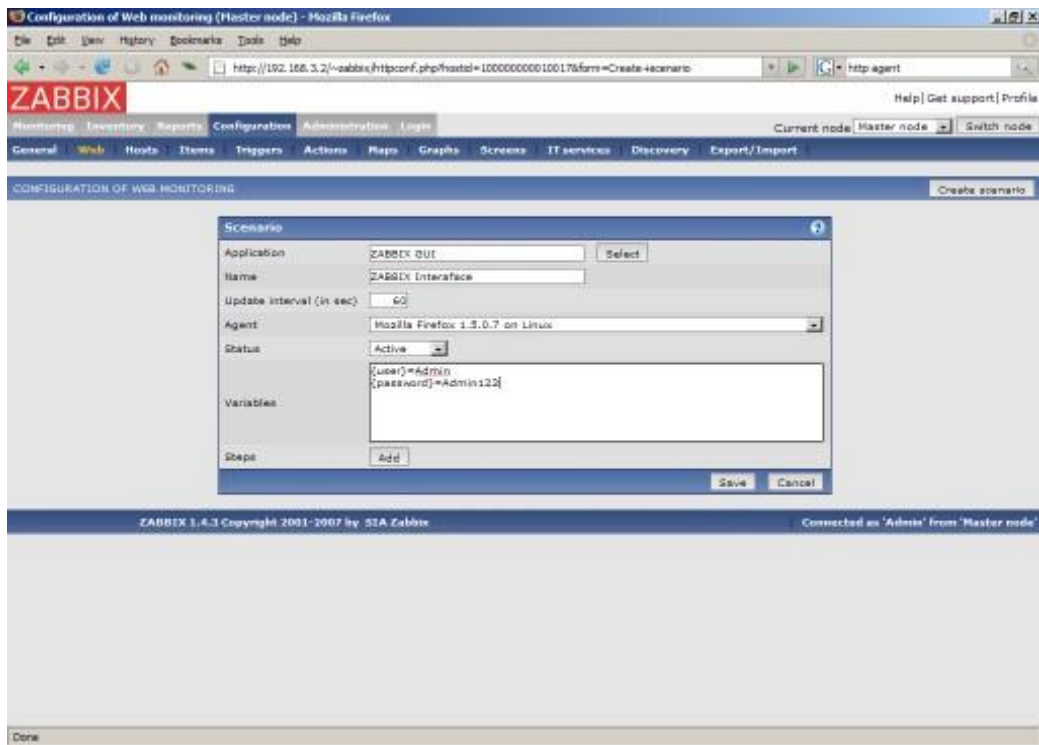 Configuration of Web monitoring (Master node) - Mozilla Firefox
File Edit View History Bookmarks Tools Help
http://192.168.3.2/~zabbix/httpconf.php?hostid=100000000010017&form=Create+scenario http agent
ZABBIX
Help | Get support | Profile
Monitoring Inventory Reports Configuration Administration Login Current node Master node Switch node
General Web Hosts Items Triggers Actions Maps Graphs Screens IT services Discovery Export/Import
CONFIGURATION OF WEB MONITORING Create scenario
Scenario
Application ZABBIX GUI Select
Name ZABBIX Interaface
Update interval (in sec) 60
Agent Mozilla Firefox 1.5.0.7 on Linux
Status Active
{user}=Admin
{password}=Admin123
Variables
Steps Add
Save Cancel
ZABBIX 1.4.3 Copyright 2001-2007 by SIA Zabbix Connected as 'Admin' from 'Master node'
Done